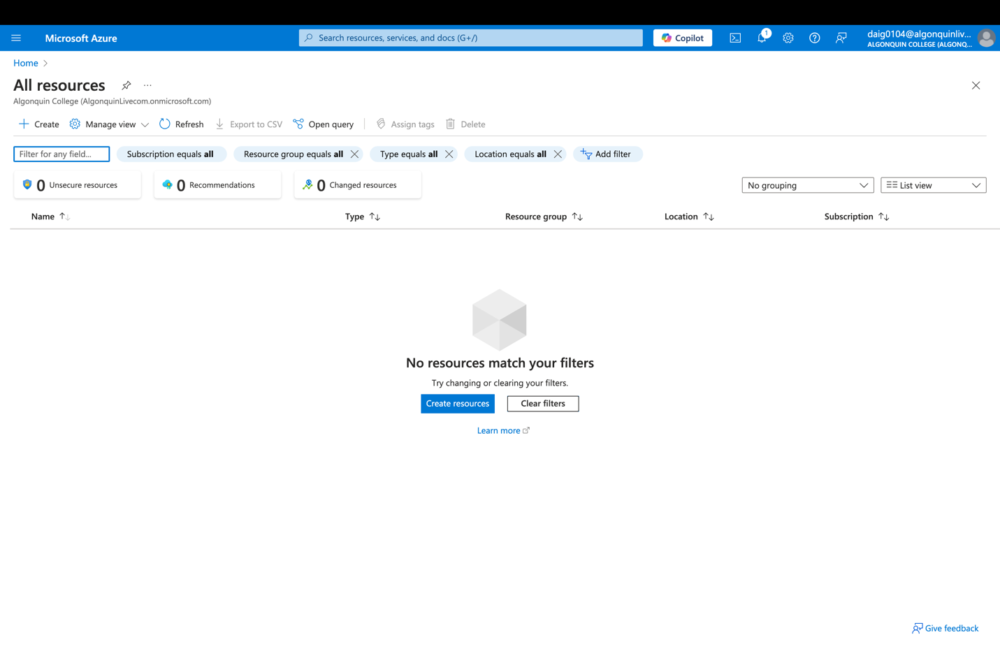 Microsoft Azure
Search resources, services, and docs (G+/)
Copilot
1
daig0104@algonquinliv...
ALGONQUIN COLLEGE (ALGONQ...
Home
All resources
...
Algonquin College (AlgonquinLivecom.onmicrosoft.com)
Create
Manage view
Refresh
Export to CSV
Open query
Assign tags
Delete
Filter for any field...
Subscription equals all
Resource group equals all
Type equals all
Location equals all
Add filter
0 Unsecure resources
0 Recommendations
0 Changed resources
No grouping
List view
Name
Type
Resource group
Location
Subscription
No resources match your filters
Try changing or clearing your filters.
Create resources
Clear filters
Learn more
Give feedback